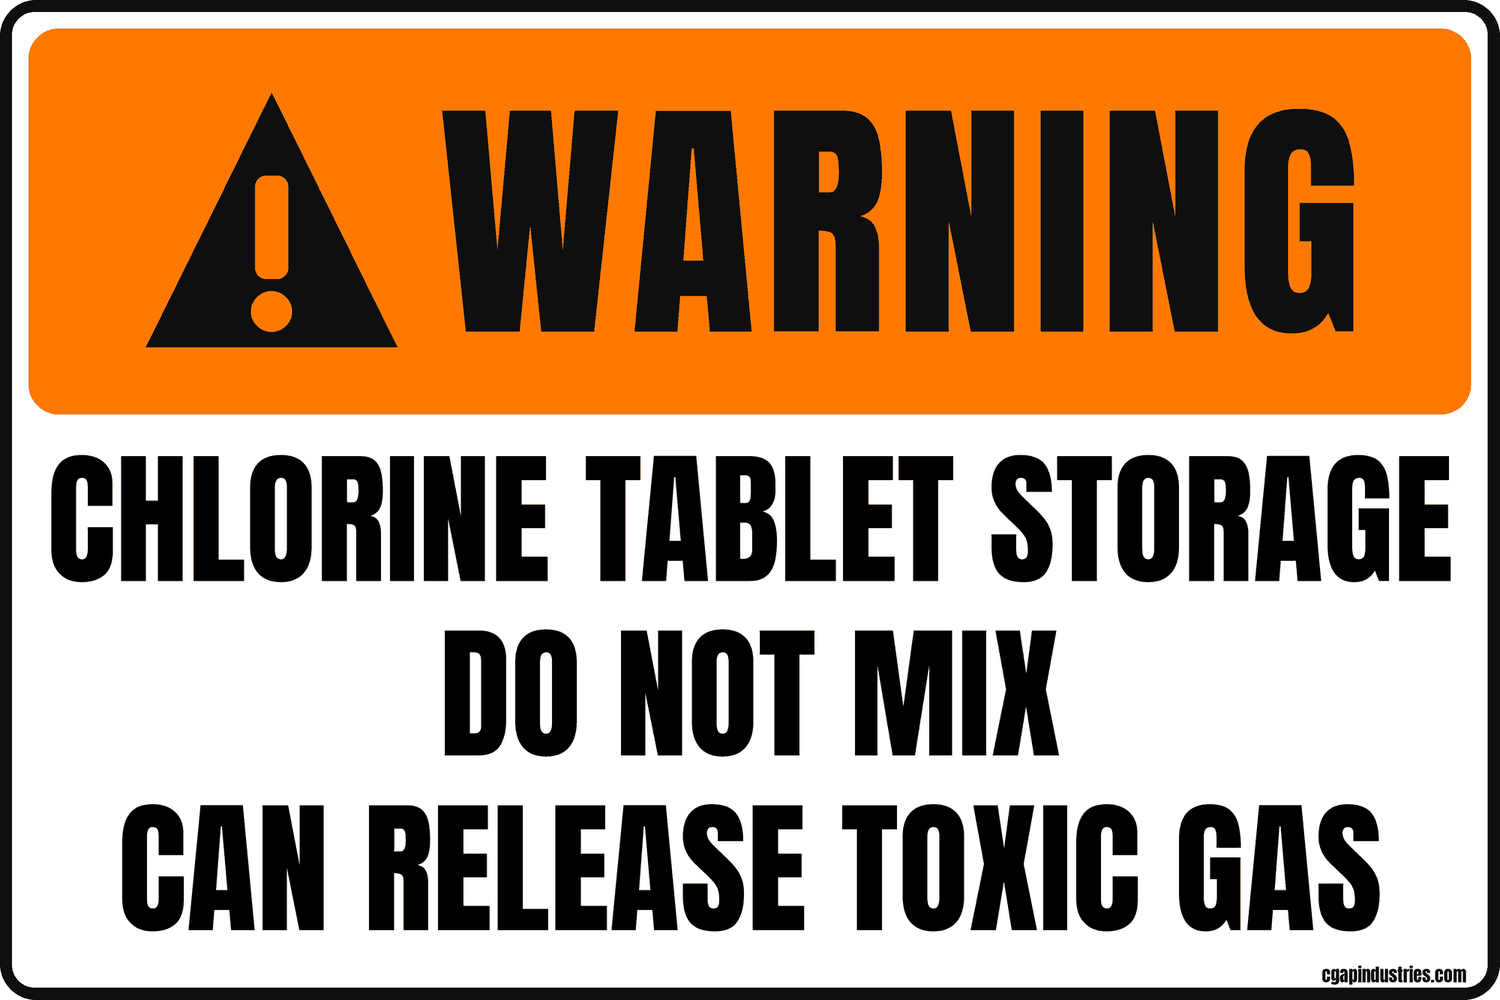 WARNING
CHLORINE TABLET STORAGE
DO NOT MIX
CAN RELEASE TOXIC GAS
cgapindustries.com